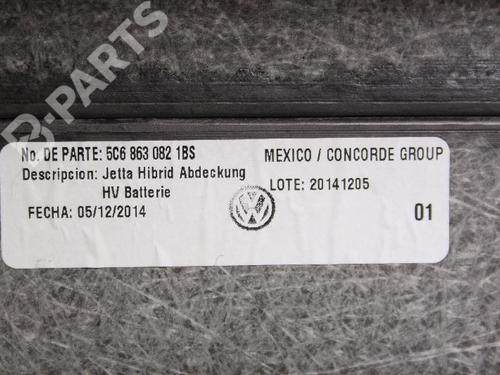 B-PARTS
No. DE PARTE: 5C6 863 082 1BS
MEXICO / CONCORDE GROUP
Descripcion: Jetta Hibrid Abdeckung
HV Batterie
LOTE: 20141205
FECHA: 05/12/2014
01
B-PARTS